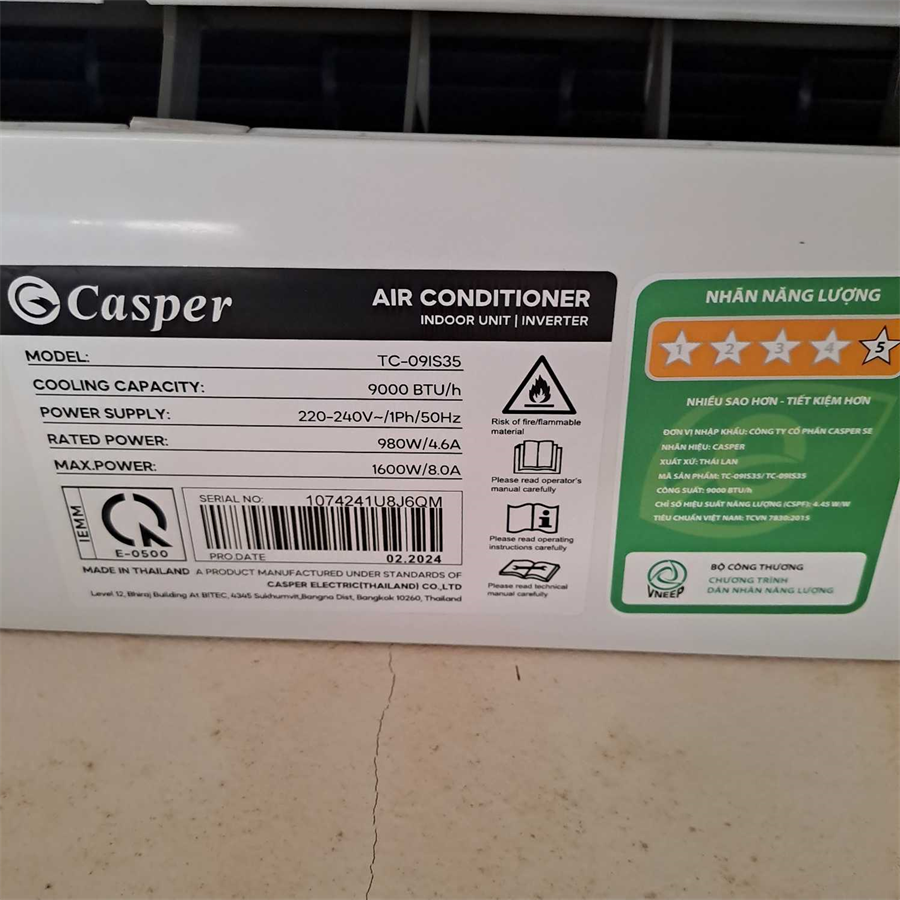 Casper
AIR CONDITIONER
INDOOR UNIT | INVERTER
MODEL: TC-09IS35
COOLING CAPACITY: 9000 BTU/h
POWER SUPPLY: 220-240V~/1Ph/50Hz
RATED POWER: 980W/4.6A
MAX.POWER: 1600W/8.0A
IEMM
E-0500
SERIAL NO: 1074241U8J6QM
PRO.DATE 02.2024
MADE IN THAILAND A PRODUCT MANUFACTURED UNDER STANDARDS OF
CASPER ELECTRIC(THAILAND) CO.,LTD
Level 12, Bhiraj Building At BITEC, 4345 Sukhumvit,Bangna Dist, Bangkok 10260, Thailand
Risk of fire/flammable
material
Please read operator's
manual carefully
Please read operating
instructions carefully
Please read technical
manual carefully
NHÃN NĂNG LƯỢNG
1 2 3 4 5
NHIỀU SAO HƠN - TIẾT KIỆM HƠN
ĐƠN VỊ NHẬP KHẨU: CÔNG TY CỔ PHẦN CASPER SE
NHÃN HIỆU: CASPER
XUẤT XỨ: THÁI LAN
MÃ SẢN PHẨM: TC-09IS35/ TC-09IS35
CÔNG SUẤT: 9000 BTU/h
CHỈ SỐ HIỆU SUẤT NĂNG LƯỢNG (CSPF): 4.45 W/W
TIÊU CHUẨN VIỆT NAM: TCVN 7830:2015
VNEEP
BỘ CÔNG THƯƠNG
CHƯƠNG TRÌNH
DÁN NHÃN NĂNG LƯỢNG